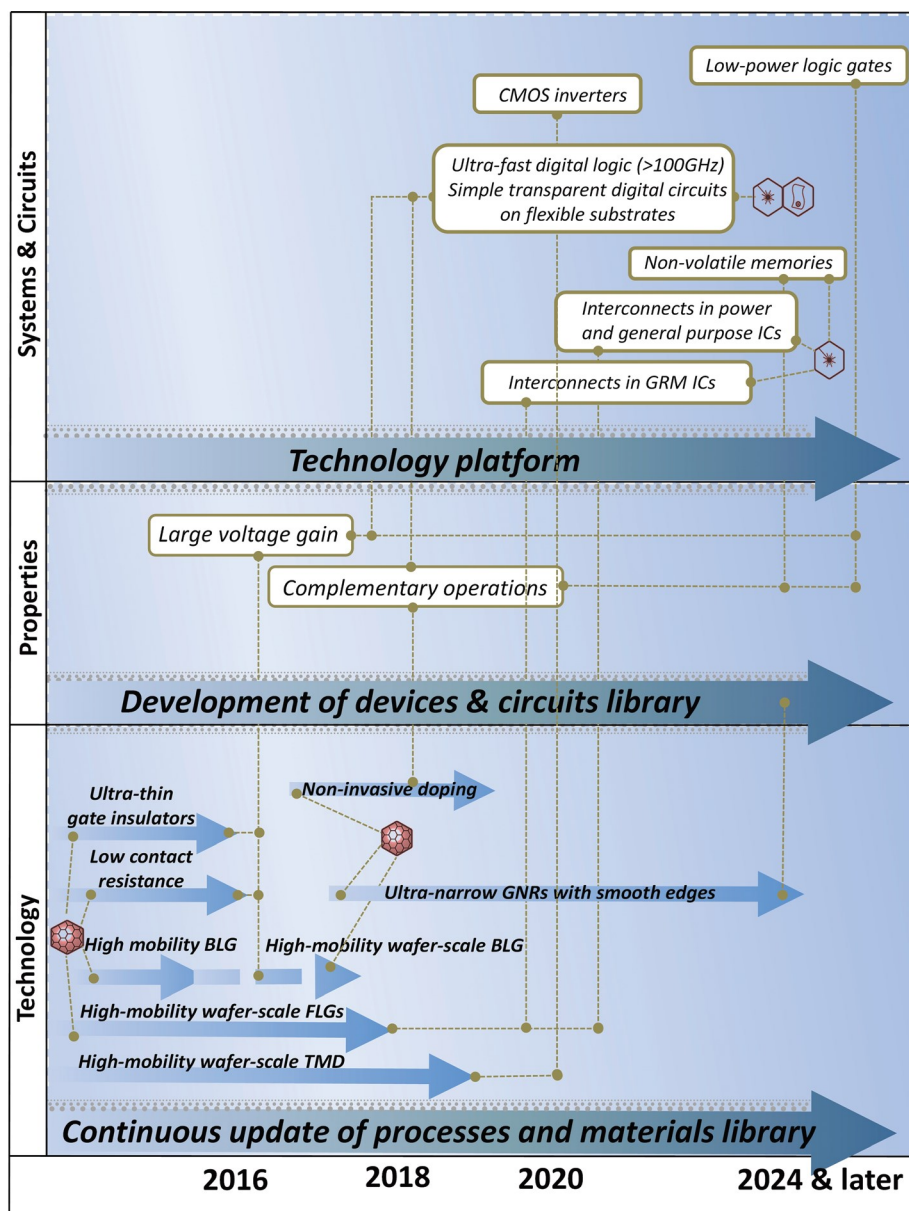 Systems & Circuits
Low-power logic gates
CMOS inverters
Ultra-fast digital logic (>100GHz)
Simple transparent digital circuits
on flexible substrates
Non-volatile memories
Interconnects in power
and general purpose ICs
Interconnects in GRM ICs
Technology platform
Properties
Large voltage gain
Complementary operations
Development of devices & circuits library
Technology
Non-invasive doping
Ultra-thin
gate insulators
Low contact
resistance
Ultra-narrow GNRs with smooth edges
High mobility BLG
High-mobility wafer-scale BLG
High-mobility wafer-scale FLGs
High-mobility wafer-scale TMD
Continuous update of processes and materials library
2016
2018
2020
2024 & later